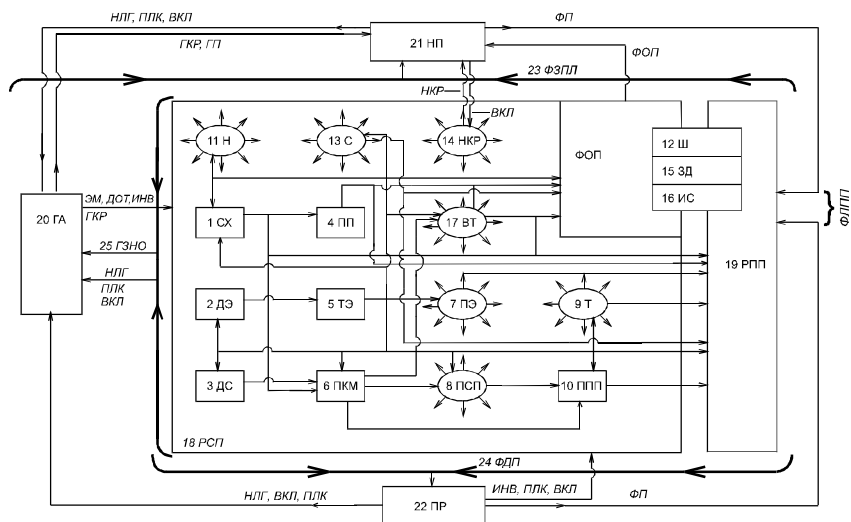 НЛГ, ПЛК, ВКЛ
ФП
21 НП
ГКР, ГП
ФОП
23 ФЗПЛ
НКР
ВКЛ
11 Н
13 С
14 НКР
ФОП
12 Ш
15 ЗД
16 ИС
20 ГА
ЭМ, ДОТ,ИНВ
ГКР
1 СХ
4 ПП
17 ВТ
ФЛПП
25 ГЗНО
19 РПП
НЛГ
ПЛК
ВКЛ
2 ДЭ
5 ТЭ
7 ПЭ
9 Т
3 ДС
6 ПКМ
8 ПСП
10 ППП
18 РСП
24 ФДП
НЛГ, ВКЛ, ПЛК
22 ПР
ИНВ, ПЛК, ВКЛ
ФП